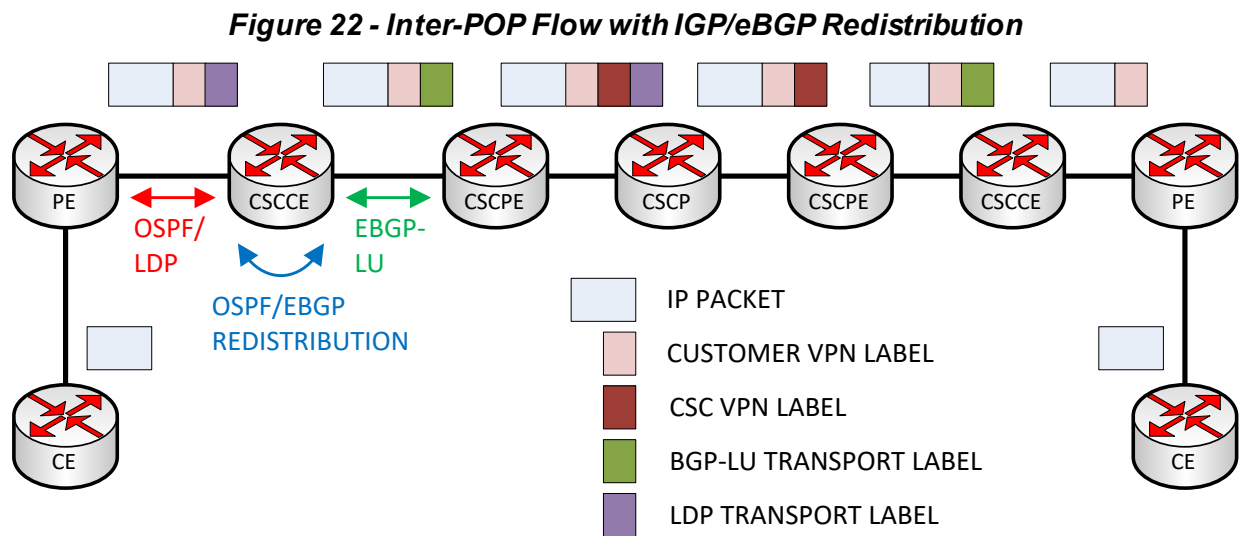 Figure 22 - Inter-POP Flow with IGP/eBGP Redistribution
PE
CSCCE
CSCPE
CSCP
CSCPE
CSCCE
PE
OSPF/
LDP
EBGP-
LU
OSPF/EBGP
REDISTRIBUTION
CE
CE
IP PACKET
CUSTOMER VPN LABEL
CSC VPN LABEL
BGP-LU TRANSPORT LABEL
LDP TRANSPORT LABEL